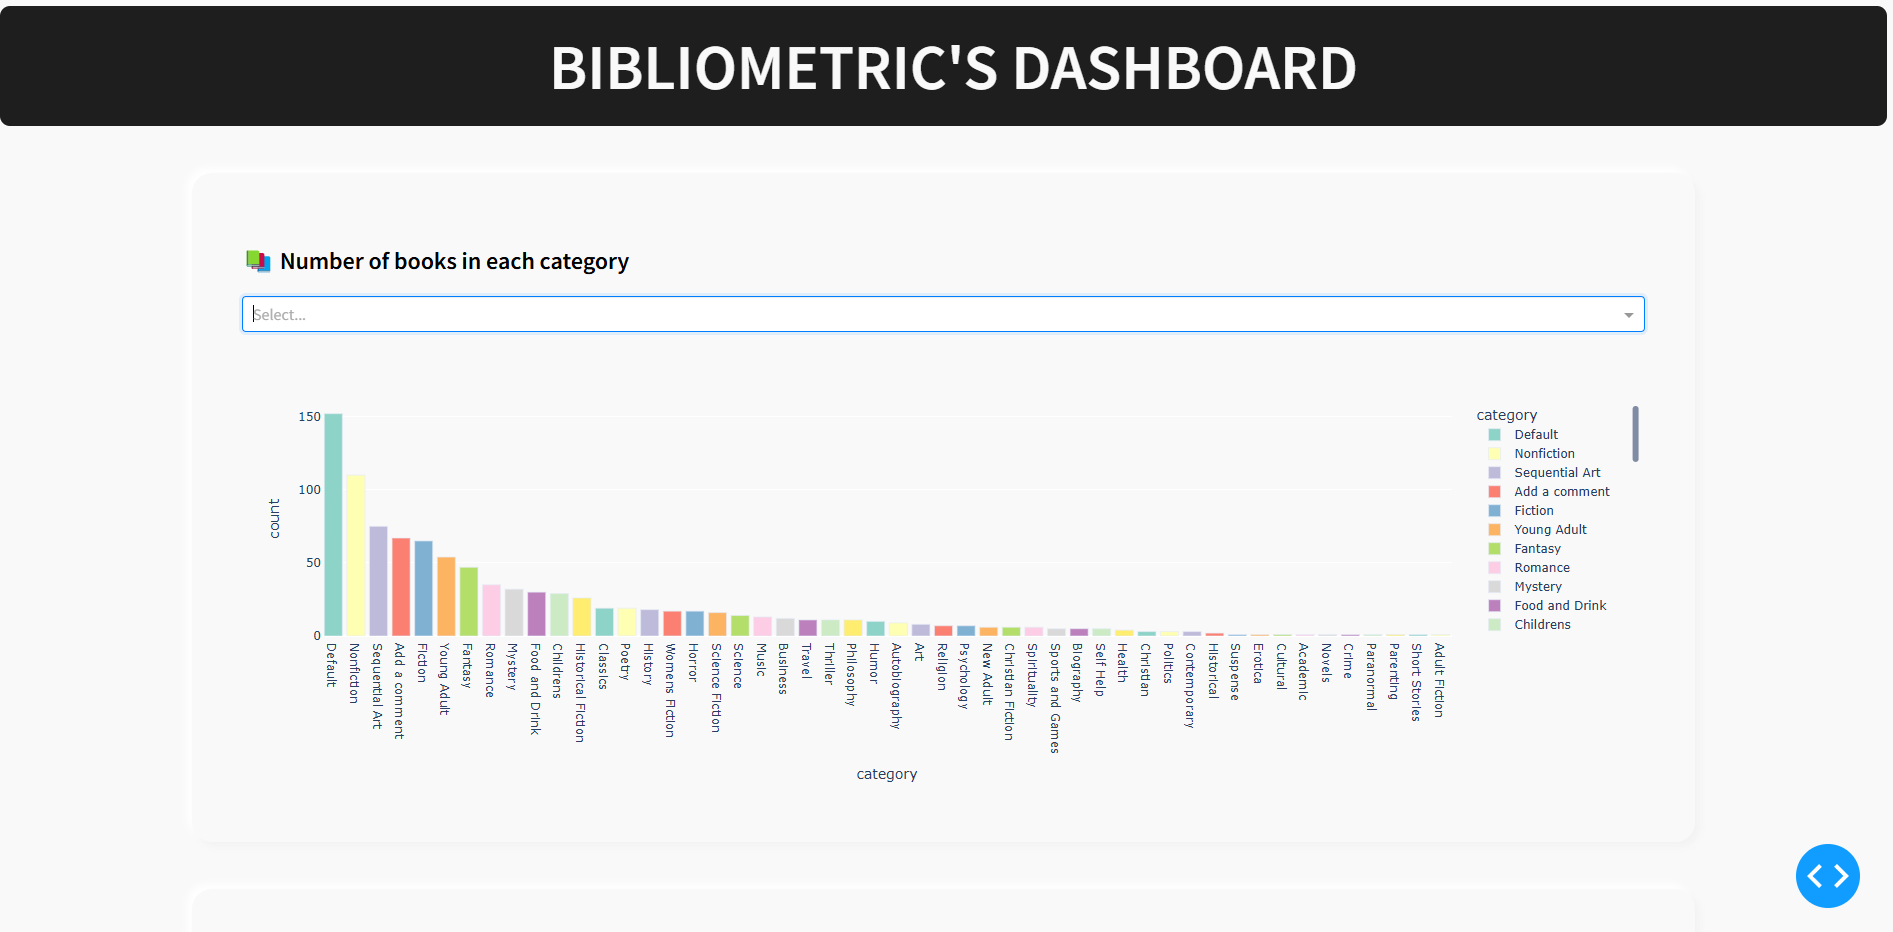 BIBLIOMETRIC'S DASHBOARD
Number of books in each category
Select...
150
100
50
0
count
Default
Nonfiction
Sequential Art
Add a comment
Fiction
Young Adult
Fantasy
Romance
Mystery
Food and Drink
Childrens
Historical Fiction
Classics
Poetry
History
Womens Fiction
Horror
Science Fiction
Science
Music
Business
Travel
Thriller
Philosophy
Humor
Autobiography
Art
Religion
Psychology
New Adult
Christian Fiction
Spirituality
Sports and Games
Biography
Self Help
Health
Christian
Politics
Contemporary
Historical
Suspense
Erotica
Cultural
Academic
Novels
Crime
Paranormal
Parenting
Short Stories
Adult Fiction
category
category
Default
Nonfiction
Sequential Art
Add a comment
Fiction
Young Adult
Fantasy
Romance
Mystery
Food and Drink
Childrens